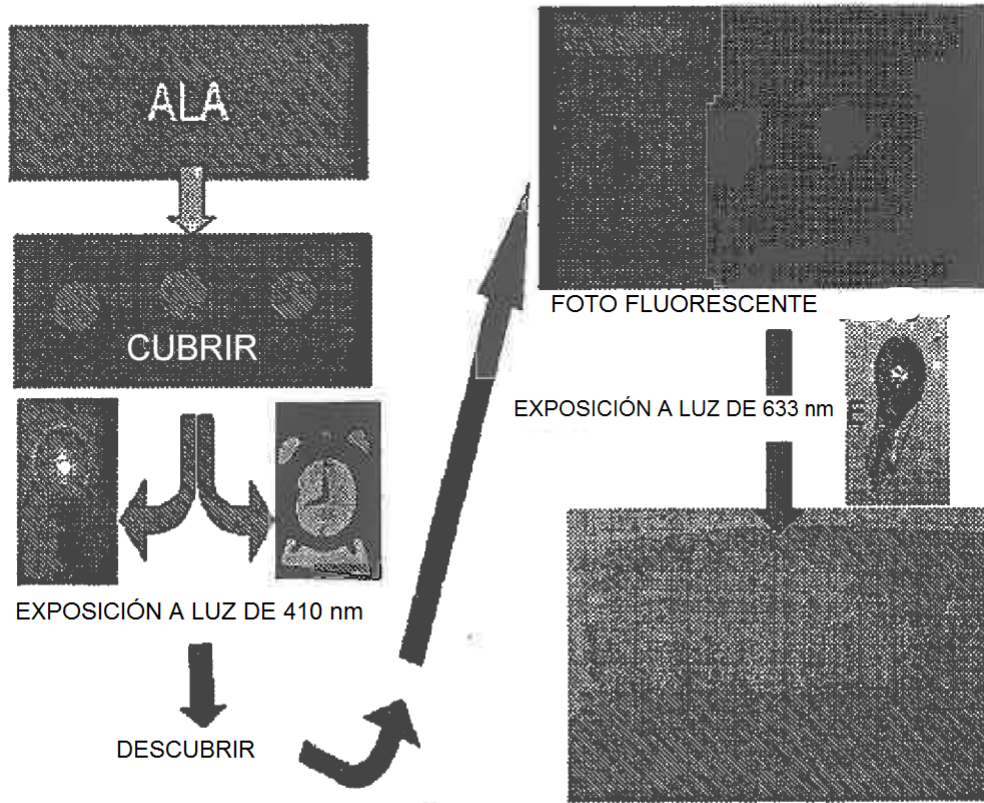 ALA
CUBRIR
EXPOSICIÓN A LUZ DE 410 nm
DESCUBRIR
FOTO FLUORESCENTE
EXPOSICIÓN A LUZ DE 633 nm